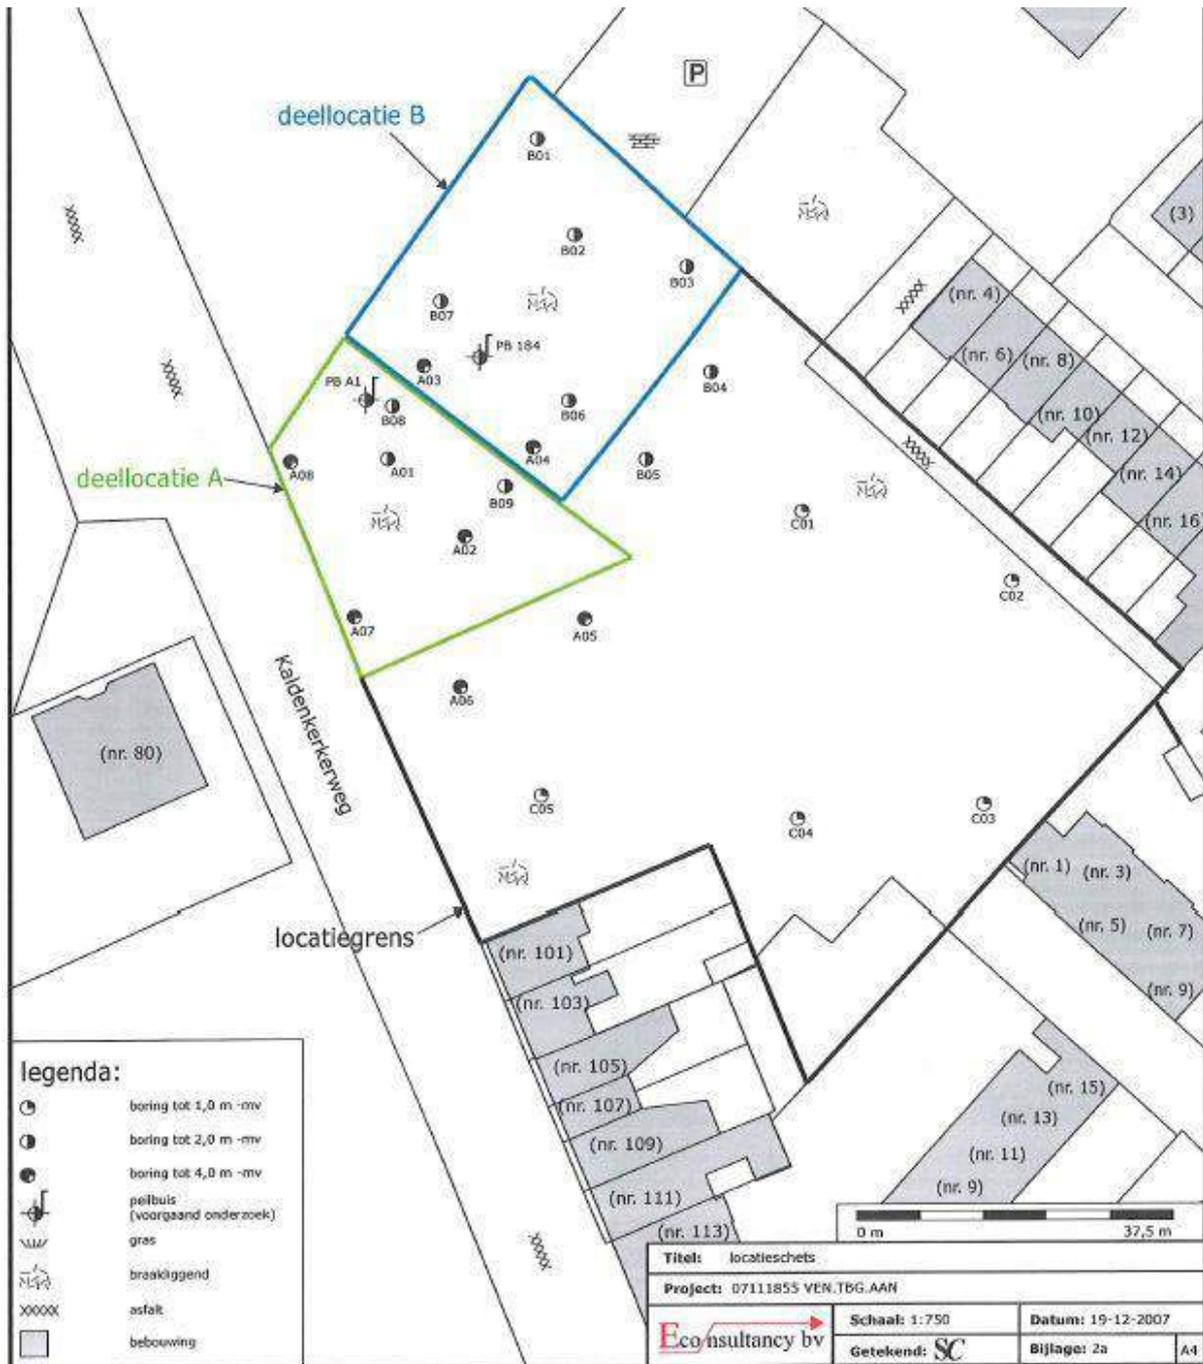 P
deellocatie B
B01
B02
B03
(3)
(nr. 4)
(nr. 6)
(nr. 8)
(nr. 10)
(nr. 12)
(nr. 14)
(nr. 16)
B07
PB 184
A03
B04
PB A1
B08
B06
A04
A08
A01
B05
deellocatie A
B09
A02
C01
C02
A07
A05
A06
Kaldenkerkerweg
(nr. 80)
C05
C04
C03
(nr. 1)
(nr. 3)
(nr. 5)
(nr. 7)
(nr. 9)
locatiegrens
(nr. 101)
(nr. 103)
(nr. 105)
(nr. 107)
(nr. 109)
(nr. 111)
(nr. 113)
(nr. 15)
(nr. 13)
(nr. 11)
(nr. 9)
legenda:
boring tot 1,0 m -mv
boring tot 2,0 m -mv
boring tot 4,0 m -mv
peilbuis
(voorgaand onderzoek)
gras
braakliggend
asfalt
bebouwing
0 m 37,5 m
Titel: locatieschets
Project: 07111855 VEN.TBG.AAN
Econsultancy bv
Schaal: 1:750
Datum: 19-12-2007
Getekend: SC
Bijlage: 2a
A4